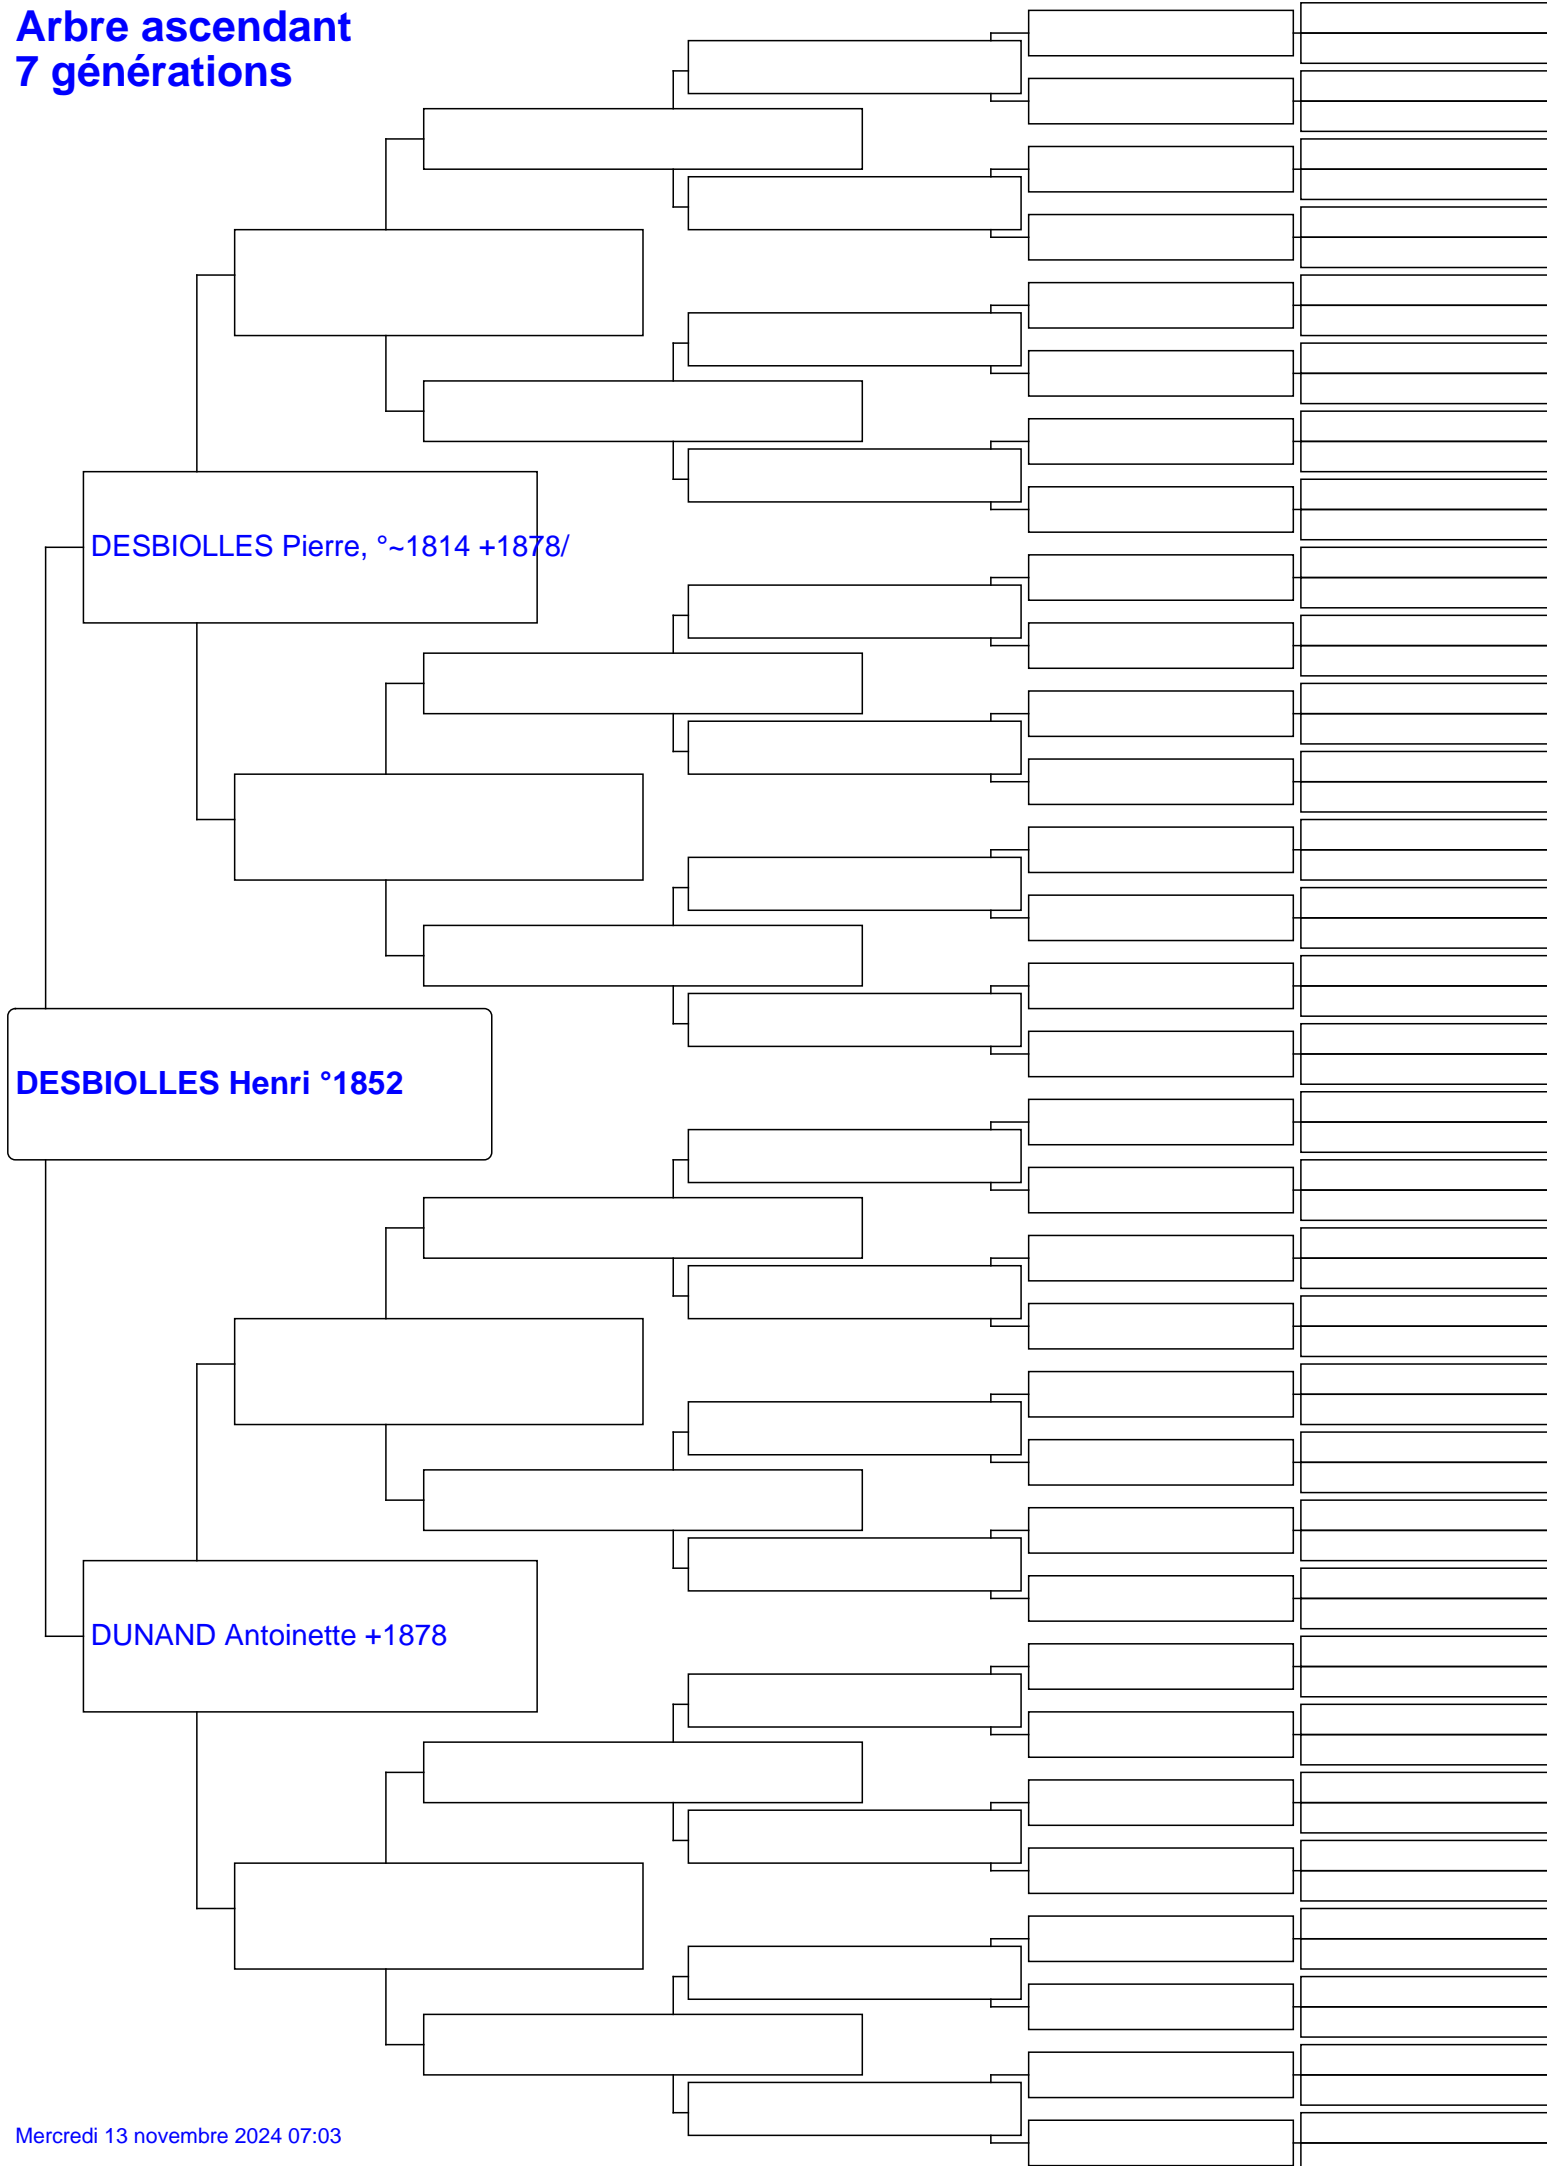 Arbre ascendant
7 générations
DESBIOLLES Pierre, °~1814 +1878/
DESBIOLLES Henri °1852
DUNAND Antoinette +1878
Mercredi 13 novembre 2024 07:03